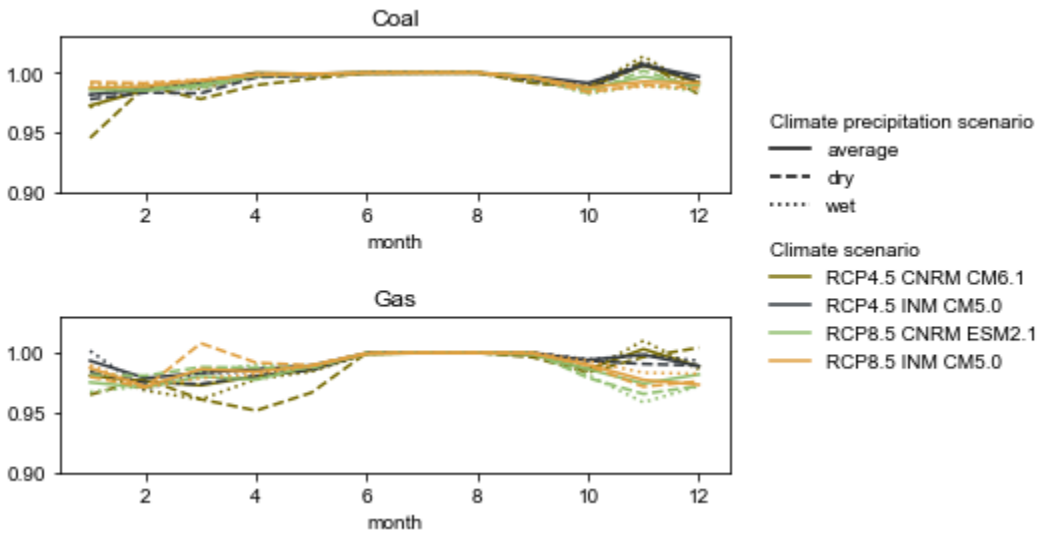 Coal
1.00
0.95
0.90
2 4 6 8 10 12
month
Gas
1.00
0.95
0.90
2 4 6 8 10 12
month
Climate precipitation scenario
average
dry
wet
Climate scenario
RCP4.5 CNRM CM6.1
RCP4.5 INM CM5.0
RCP8.5 CNRM ESM2.1
RCP8.5 INM CM5.0